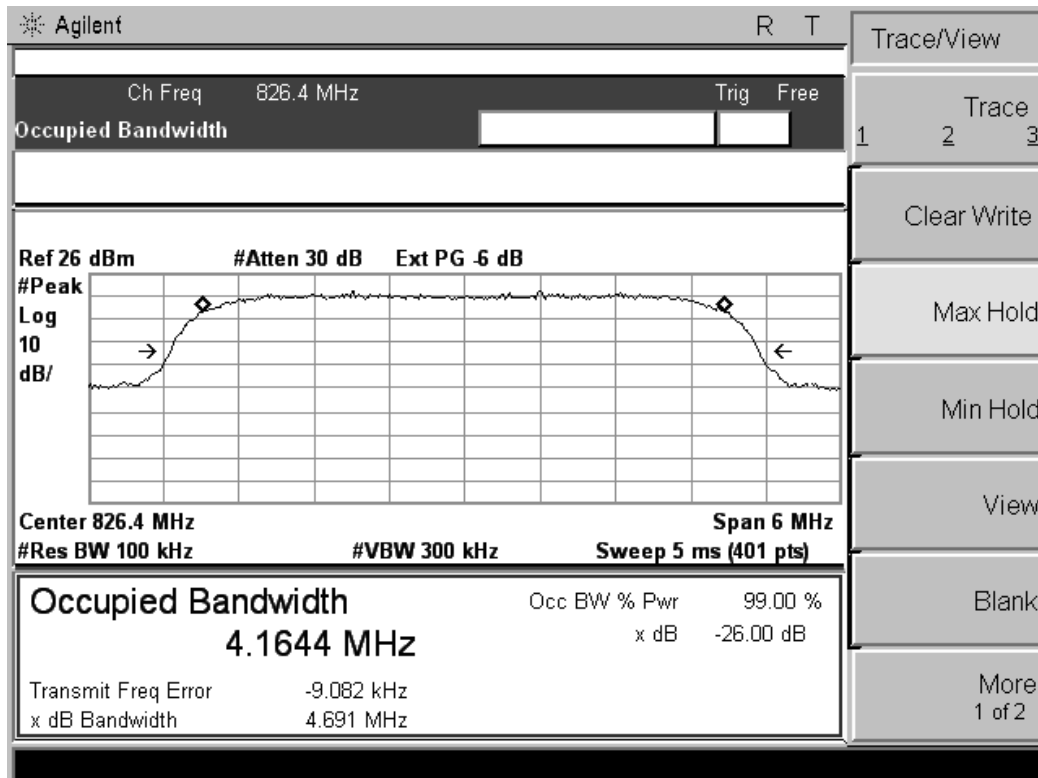 Agilent R T
Trace/View
Ch Freq 826.4 MHz Trig Free
Occupied Bandwidth
Trace
1 2 3
Clear Write
Ref 26 dBm #Atten 30 dB Ext PG -6 dB
#Peak
Log
10
dB/
Max Hold
Min Hold
View
Center 826.4 MHz Span 6 MHz
#Res BW 100 kHz #VBW 300 kHz Sweep 5 ms (401 pts)
Occupied Bandwidth
4.1644 MHz
Occ BW % Pwr 99.00 %
x dB -26.00 dB
Transmit Freq Error -9.082 kHz
x dB Bandwidth 4.691 MHz
Blank
More
1 of 2